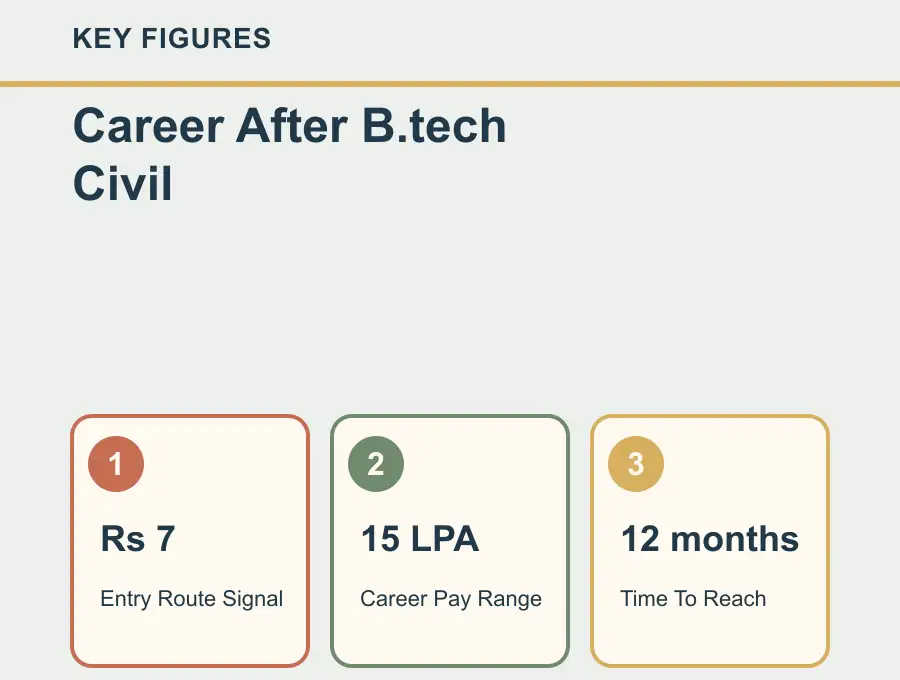 KEY FIGURES
Career After B.tech
Civil
1
Rs 7
Entry Route Signal
2
15 LPA
Career Pay Range
3
12 months
Time To Reach